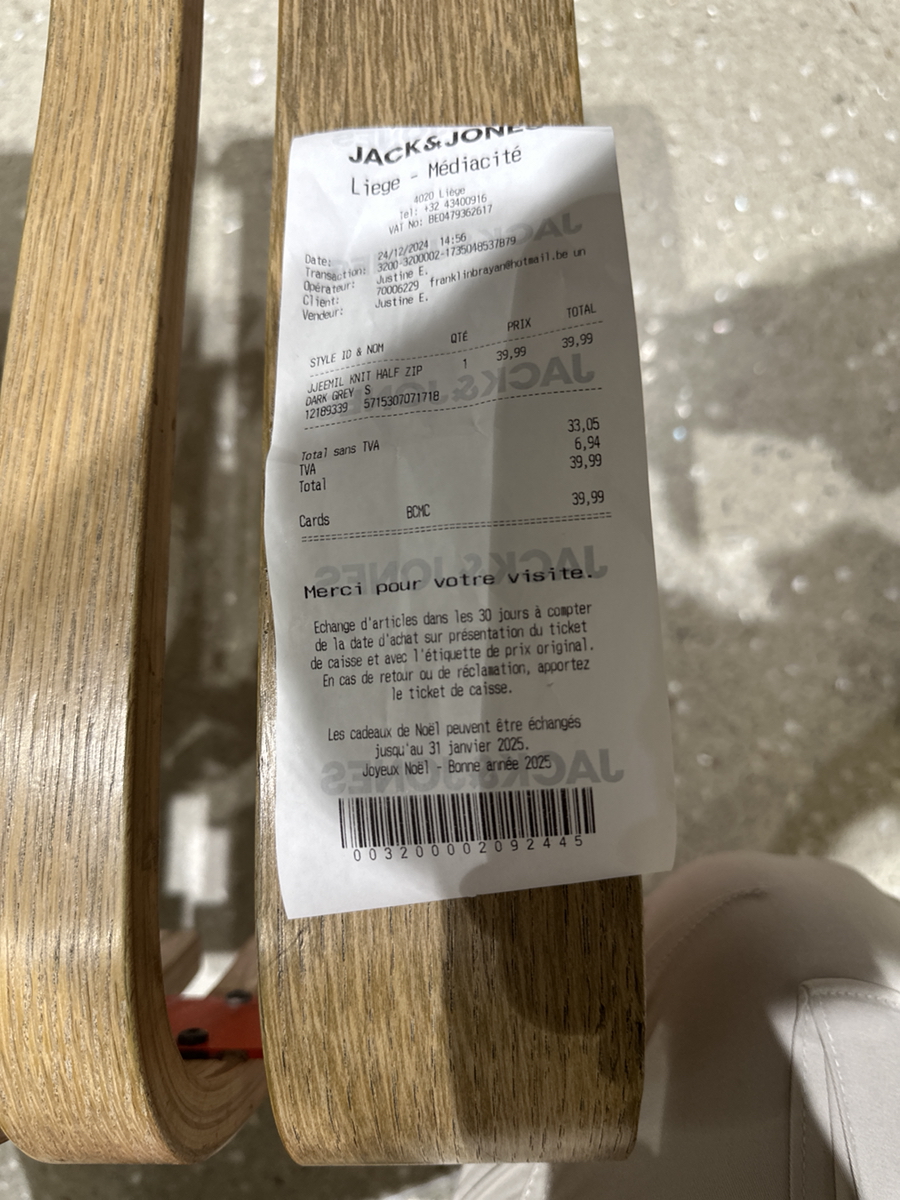 JACK&JONES
Liege - Médiacité
4020 Liège
Tel: +32 43400916
VAT No: BE0479362617
Date: 24/12/2024 14:56
Transaction: 3200-3200002-1735048537879
Opérateur: Justine E.
Client: 70006229 franklinbrayan@hotmail.be un
Vendeur: Justine E.
STYLE ID & NOM QTÉ PRIX TOTAL
JJEEMIL KNIT HALF ZIP 1 39,99 39,99
DARK GREY S
12189339 5715307071718
Total sans TVA 33,05
TVA 6,94
Total 39,99
Cards BCMC 39,99
Merci pour votre visite.
Echange d'articles dans les 30 jours à compter
de la date d'achat sur présentation du ticket
de caisse et avec l'étiquette de prix original.
En cas de retour ou de réclamation, apportez
le ticket de caisse.
Les cadeaux de Noël peuvent être échangés
jusqu'au 31 janvier 2025.
Joyeux Noël - Bonne année 2025
003200002092445